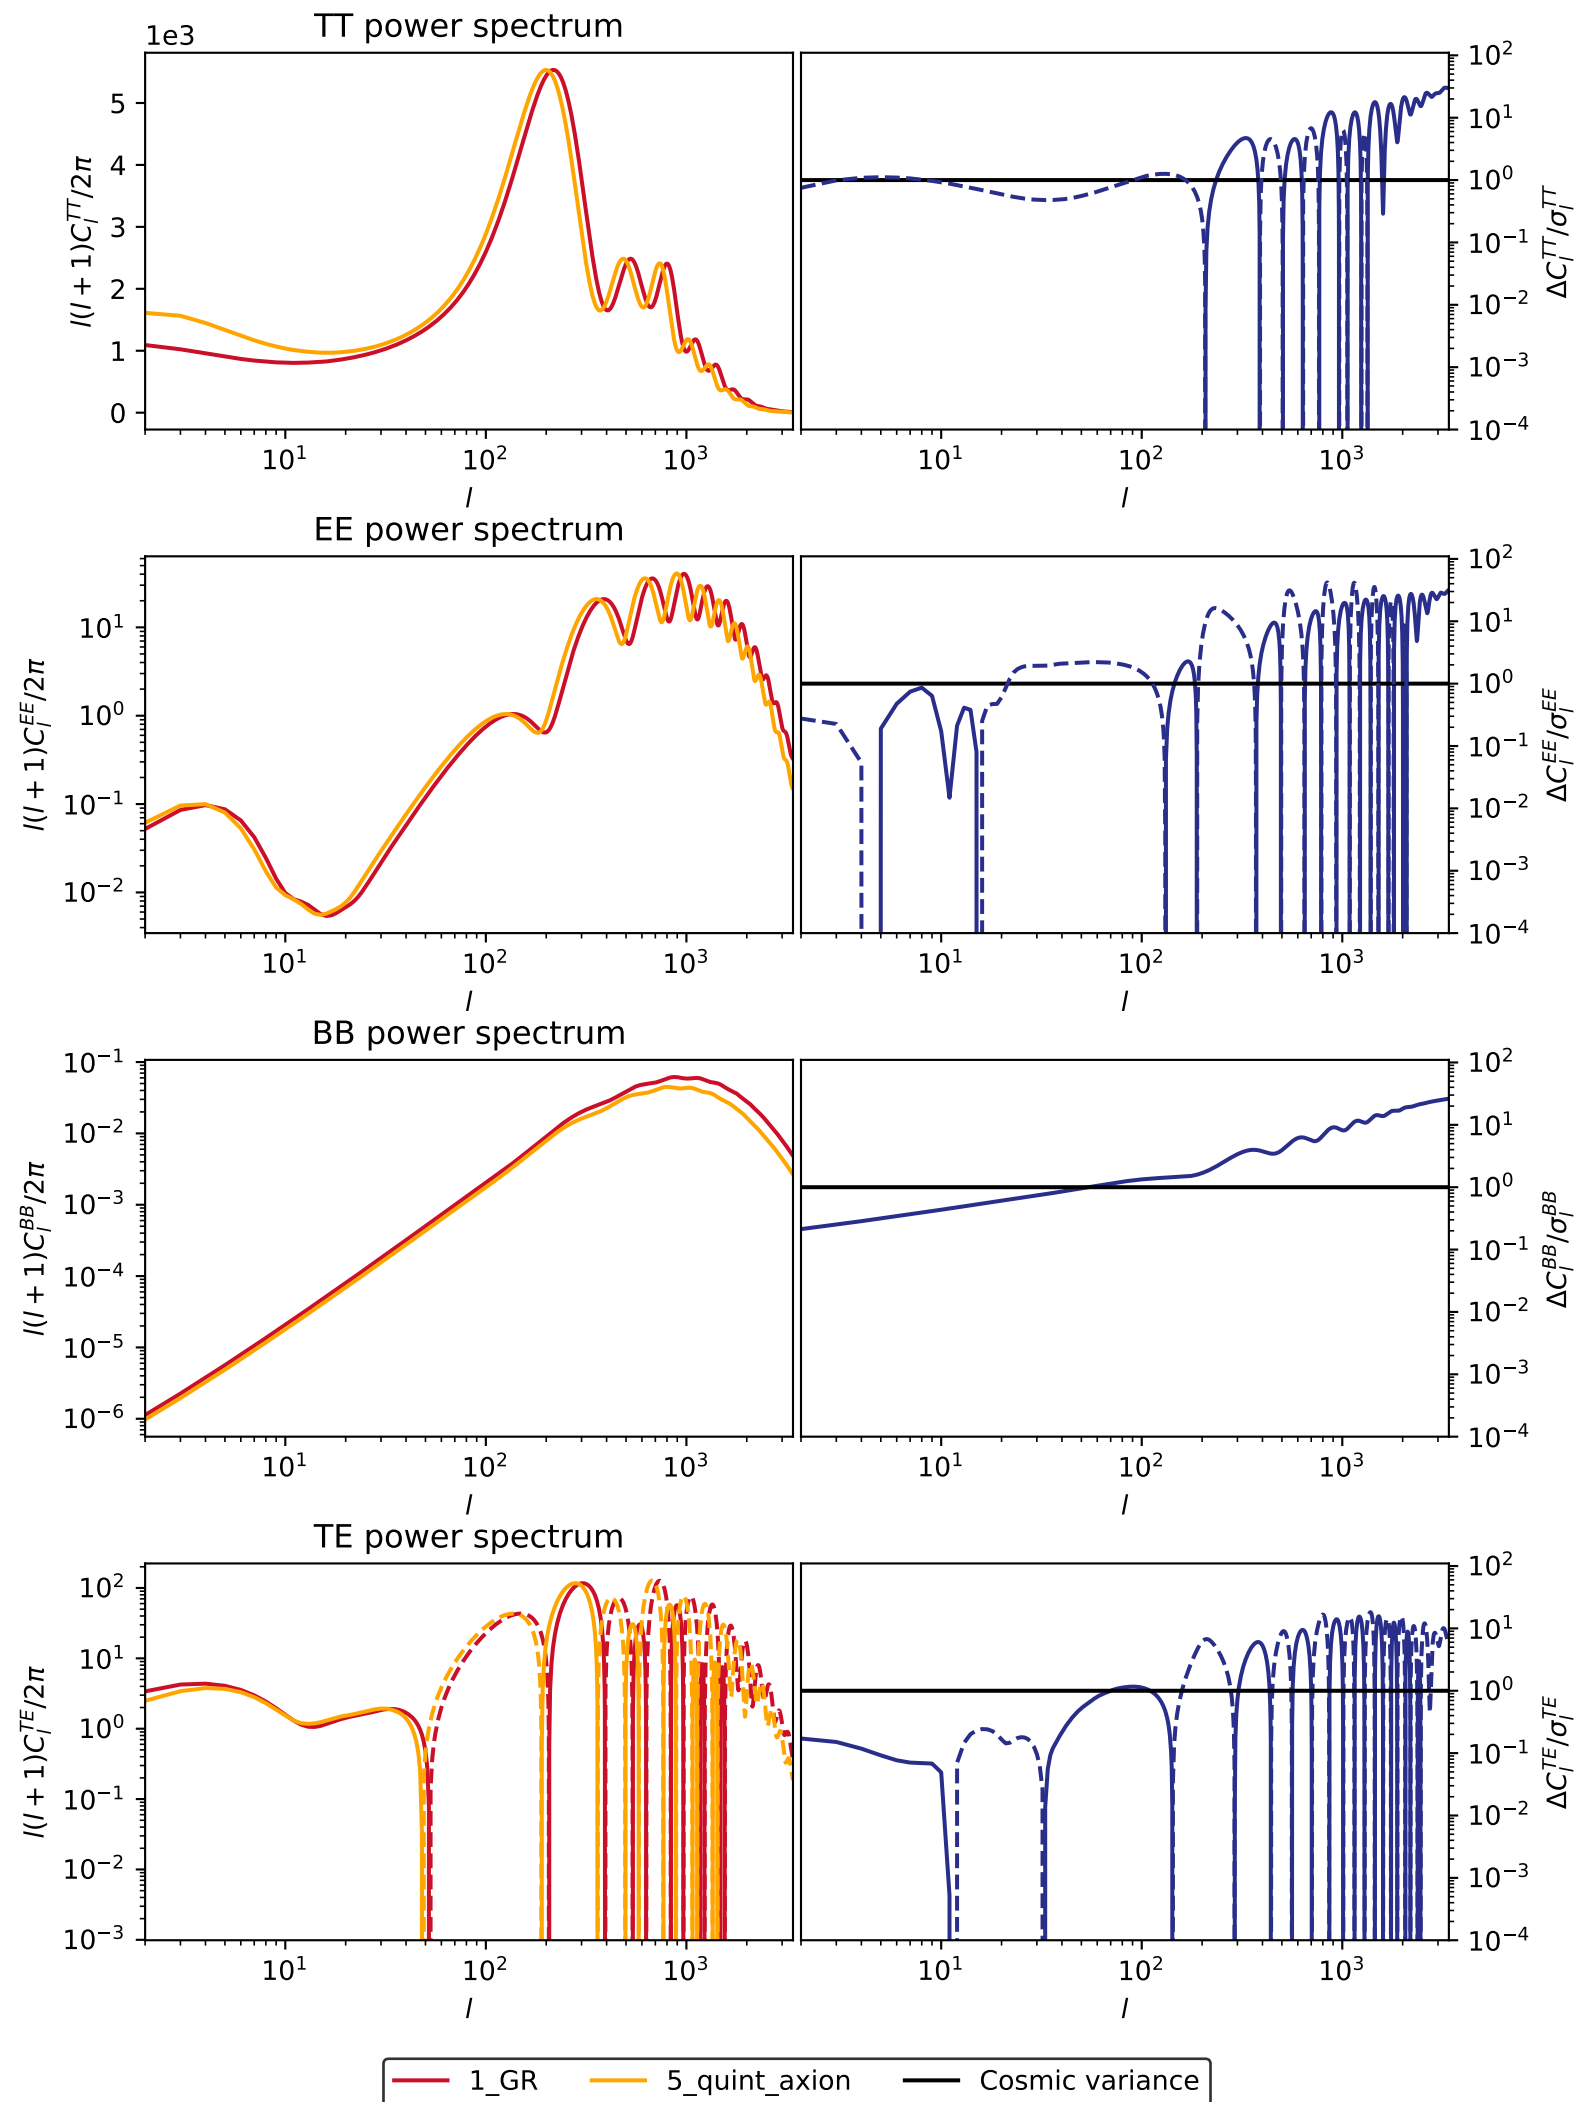 TT power spectrum
1e3
l(l + 1)C_l^{TT}/2π
5
4
3
2
1
0
10^1 10^2 10^3
l
10^1 10^2 10^3
l
10^2
10^1
10^0
10^{-1}
10^{-2}
10^{-3}
10^{-4}
ΔC_l^{TT}/σ_l^{TT}
EE power spectrum
l(l + 1)C_l^{EE}/2π
10^1
10^0
10^{-1}
10^{-2}
10^1 10^2 10^3
l
10^1 10^2 10^3
l
10^2
10^1
10^0
10^{-1}
10^{-2}
10^{-3}
10^{-4}
ΔC_l^{EE}/σ_l^{EE}
BB power spectrum
l(l + 1)C_l^{BB}/2π
10^{-1}
10^{-2}
10^{-3}
10^{-4}
10^{-5}
10^{-6}
10^1 10^2 10^3
l
10^1 10^2 10^3
l
10^2
10^1
10^0
10^{-1}
10^{-2}
10^{-3}
10^{-4}
ΔC_l^{BB}/σ_l^{BB}
TE power spectrum
l(l + 1)C_l^{TE}/2π
10^2
10^1
10^0
10^{-1}
10^{-2}
10^{-3}
10^1 10^2 10^3
l
10^1 10^2 10^3
l
10^2
10^1
10^0
10^{-1}
10^{-2}
10^{-3}
10^{-4}
ΔC_l^{TE}/σ_l^{TE}
1_GR 5_quint_axion Cosmic variance